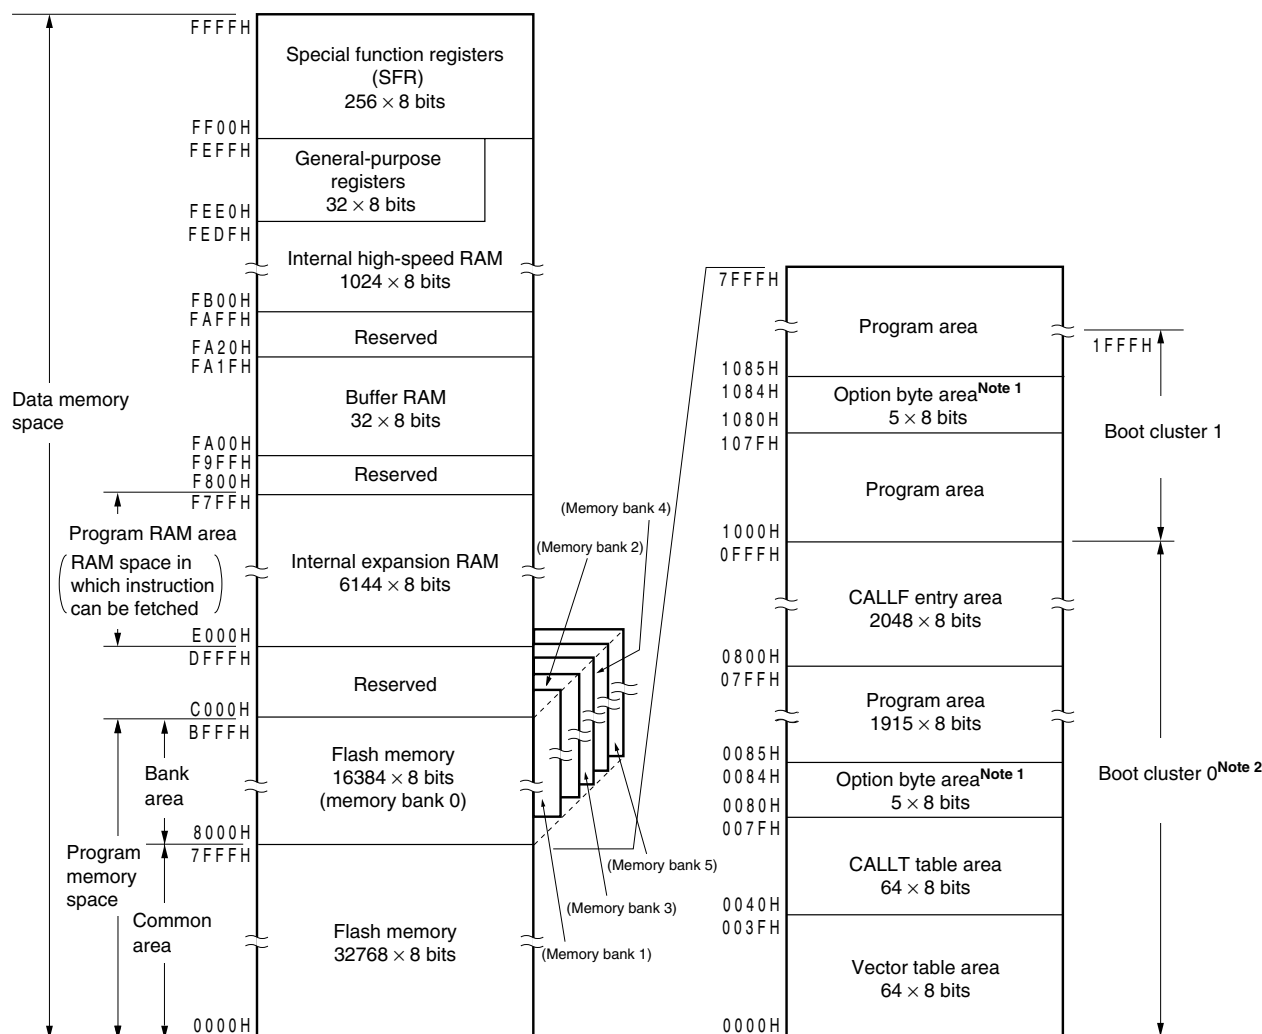 FFFFH
Special function registers
(SFR)
256 × 8 bits
FF00H
FEFFH
General-purpose
registers
32 × 8 bits
FEE0H
FEDFH
Internal high-speed RAM
1024 × 8 bits
FB00H
FAFFH
Reserved
FA20H
FA1FH
Buffer RAM
32 × 8 bits
FA00H
F9FFH
Reserved
F800H
F7FFH
Internal expansion RAM
6144 × 8 bits
E000H
DFFFH
Reserved
C000H
BFFFH
Flash memory
16384 × 8 bits
(memory bank 0)
8000H
7FFFH
Flash memory
32768 × 8 bits
0000H
Data memory
space
Program RAM area
RAM space in
which instruction
can be fetched
Bank
area
Program
memory
space
Common
area
(Memory bank 4)
(Memory bank 2)
(Memory bank 5)
(Memory bank 3)
(Memory bank 1)
7FFFH
Program area
1FFFH
1085H
1084H
Option byte area Note 1
5 × 8 bits
1080H
107FH
Boot cluster 1
Program area
1000H
0FFFH
CALLF entry area
2048 × 8 bits
0800H
07FFH
Program area
1915 × 8 bits
0085H
0084H
Option byte area Note 1
5 × 8 bits
Boot cluster 0 Note 2
0080H
007FH
CALLT table area
64 × 8 bits
0040H
003FH
Vector table area
64 × 8 bits
0000H